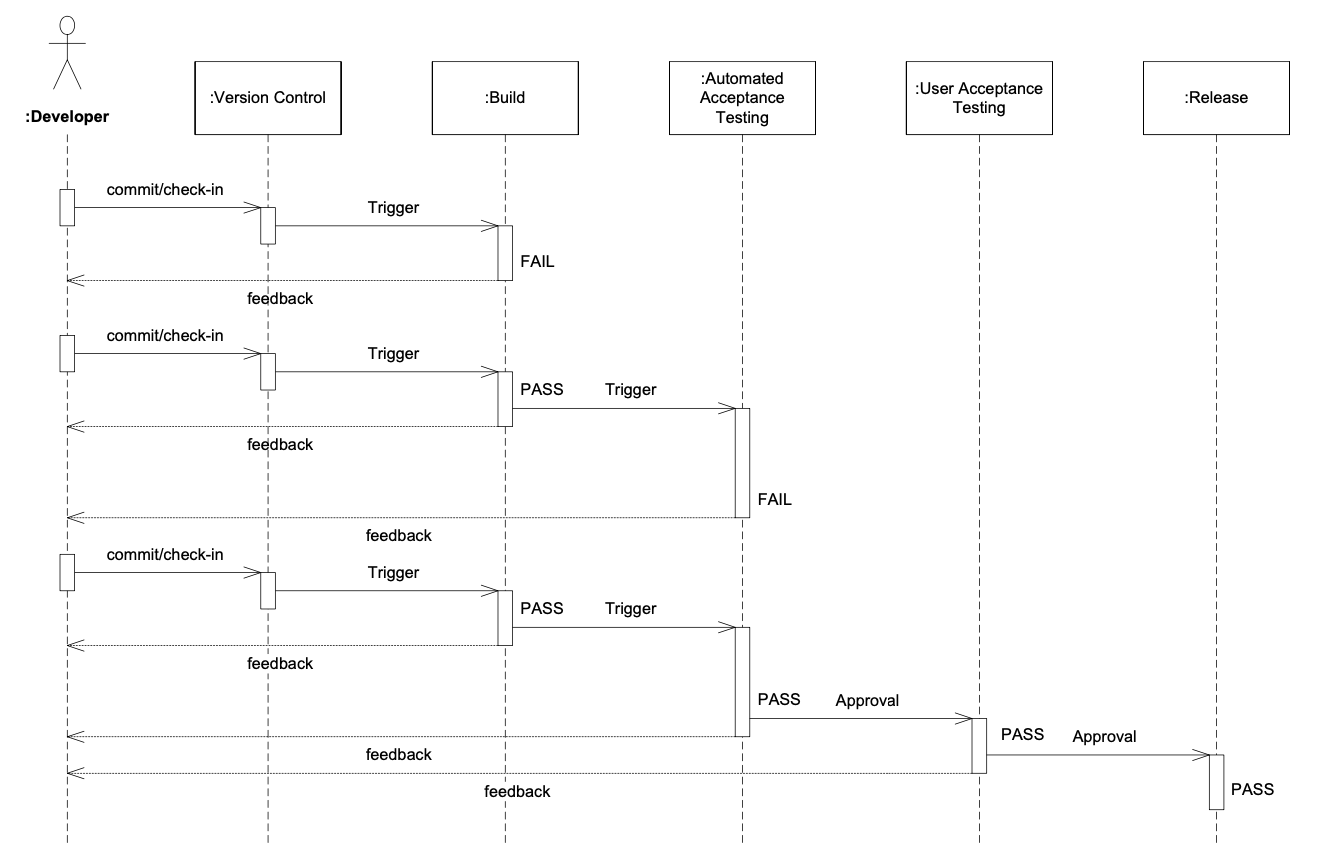 :Developer
:Version Control
:Build
:Automated
Acceptance
Testing
:User Acceptance
Testing
:Release
commit/check-in
Trigger
FAIL
feedback
commit/check-in
Trigger
PASS
Trigger
feedback
FAIL
feedback
commit/check-in
Trigger
PASS
Trigger
feedback
PASS
Approval
PASS
Approval
feedback
PASS
feedback